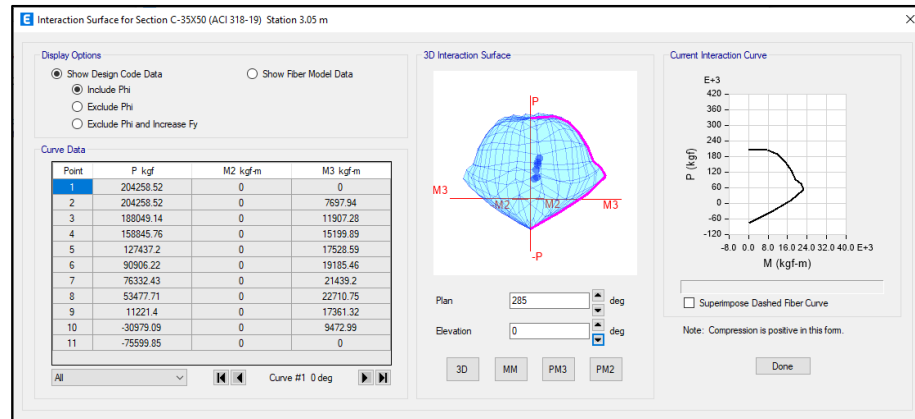 E Interaction Surface for Section C-35X50 (ACI 318-19) Station 3.05 m
Display Options
Show Design Code Data Show Fiber Model Data
Include Phi
Exclude Phi
Exclude Phi and Increase Fy
Curve Data
Point P kgf M2 kgf-m M3 kgf-m
1 204258.52 0 0
2 204258.52 0 7697.94
3 188049.14 0 11907.28
4 158845.76 0 15199.89
5 127437.2 0 17528.59
6 90906.22 0 19185.46
7 76332.43 0 21439.2
8 53477.71 0 22710.75
9 11221.4 0 17361.32
10 -30979.09 0 9472.99
11 -75599.85 0 0
All Curve #1 0 deg
3D Interaction Surface
P
M3 M2 M2 M3
-P
Plan 285 deg
Elevation 0 deg
3D MM PM3 PM2
Current Interaction Curve
E+3
420
360
300
240
180
120
60
0
-60
-120
P (kgf)
-8.0 0.0 8.0 16.0 24.0 32.0 40.0 E+3
M (kgf-m)
Superimpose Dashed Fiber Curve
Note: Compression is positive in this form.
Done